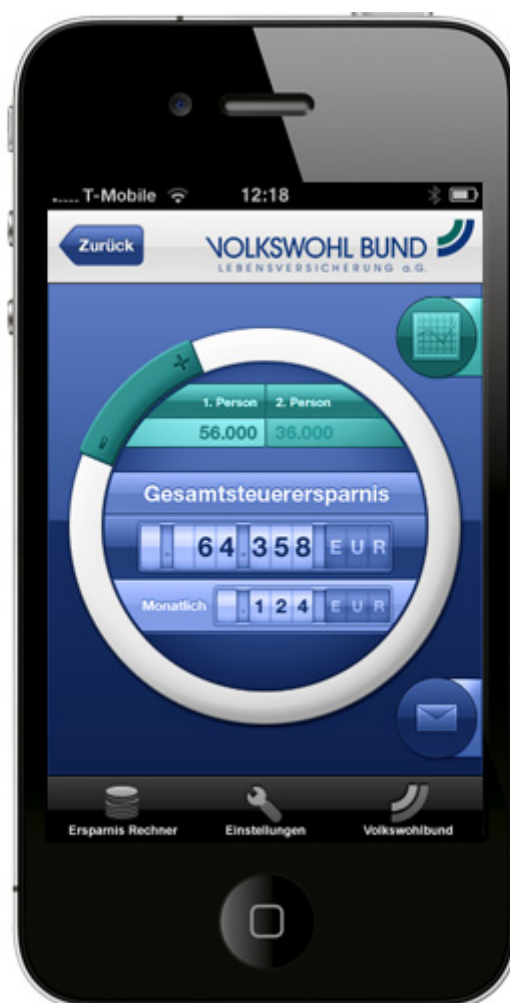 ..... T-Mobile 12:18
Zurück
VOLKSWOHL BUND
LEBENSVERSICHERUNG a.G.
1. Person 2. Person
56.000 36.000
Gesamtsteuerersparnis
. 64.358 EUR
Monatlich .124 EUR
Ersparnis Rechner Einstellungen Volkswohlbund